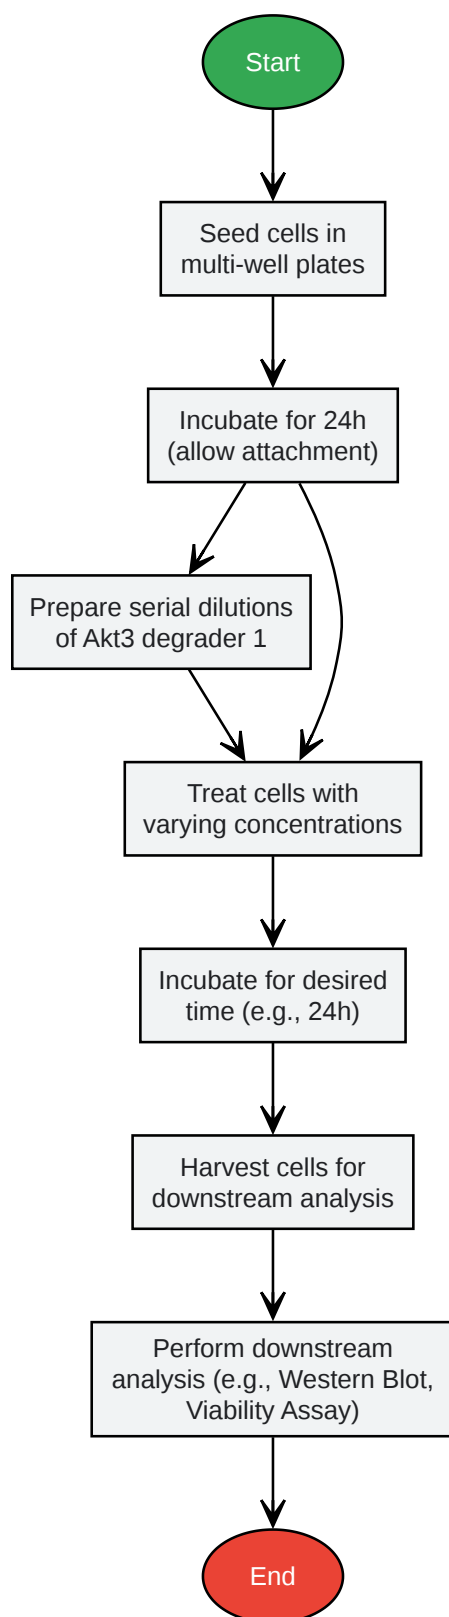 Start
Seed cells in
multi-well plates
Incubate for 24h
(allow attachment)
Prepare serial dilutions
of Akt3 degrader 1
Treat cells with
varying concentrations
Incubate for desired
time (e.g., 24h)
Harvest cells for
downstream analysis
Perform downstream
analysis (e.g., Western Blot,
Viability Assay)
End